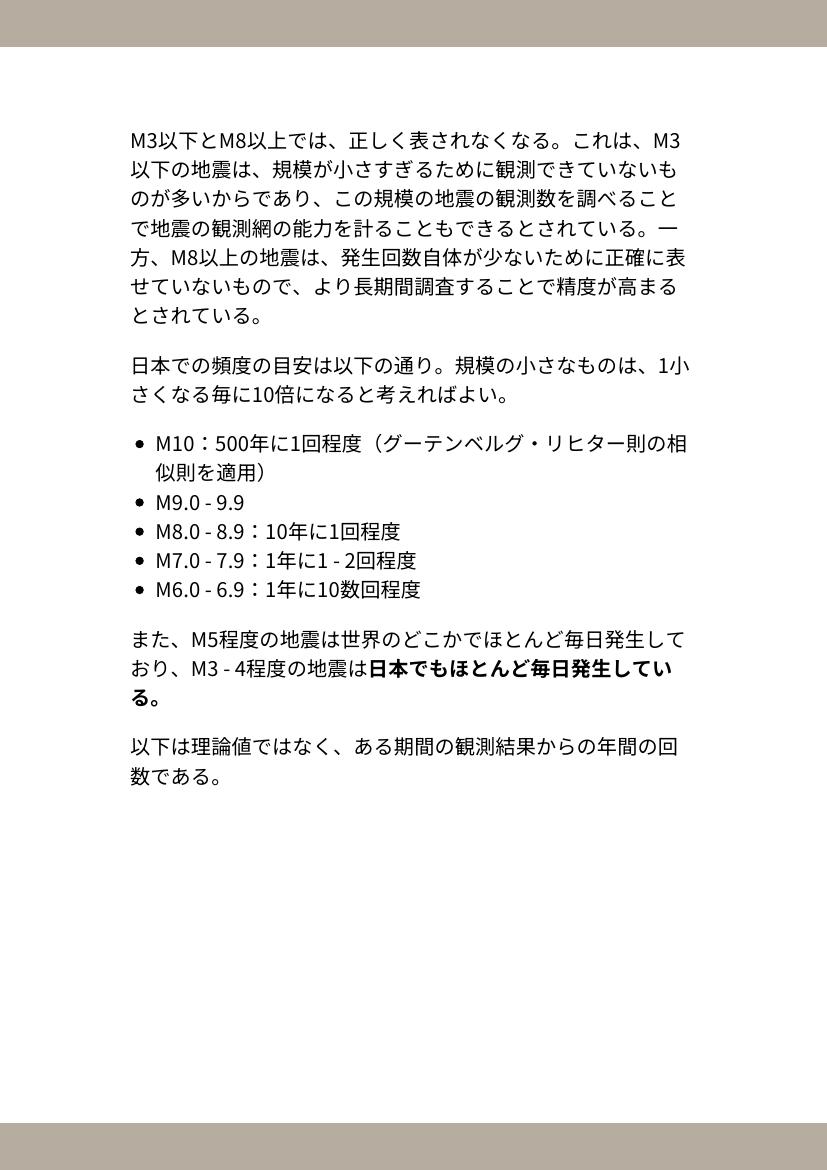 M3以下とM8以上では、正しく表されなくなる。これは、M3
以下の地震は、規模が小さすぎるために観測できていないも
のが多いからであり、この規模の地震の観測数を調べること
で地震の観測網の能力を計ることもできるとされている。一
方、M8以上の地震は、発生回数自体が少ないために正確に表
せていないもので、より長期間調査することで精度が高まる
とされている。
日本での頻度の目安は以下の通り。規模の小さなものは、1小
さくなる毎に10倍になると考えればよい。
• M10：500年に1回程度（グーテンベルグ・リヒター則の相
似則を適用）
• M9.0 - 9.9
• M8.0 - 8.9：10年に1回程度
• M7.0 - 7.9：1年に1 - 2回程度
• M6.0 - 6.9：1年に10数回程度
また、M5程度の地震は世界のどこかでほとんど毎日発生して
おり、M3 - 4程度の地震は日本でもほとんど毎日発生してい
る。
以下は理論値ではなく、ある期間の観測結果からの年間の回
数である。